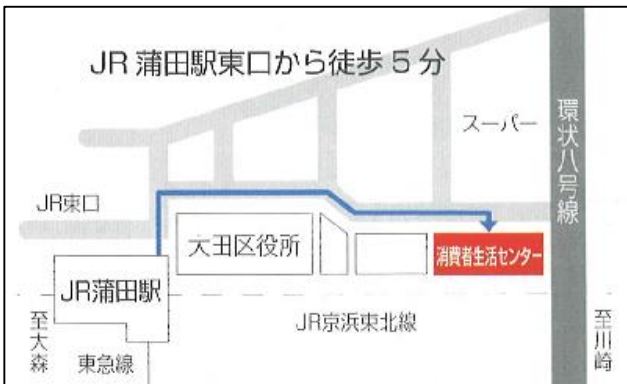 JR 蒲田駅東口から徒歩 5 分
スーパー
環状八号線
JR東口
大田区役所
消費者生活センター
JR蒲田駅
JR京浜東北線
至大森
東急線
至川崎